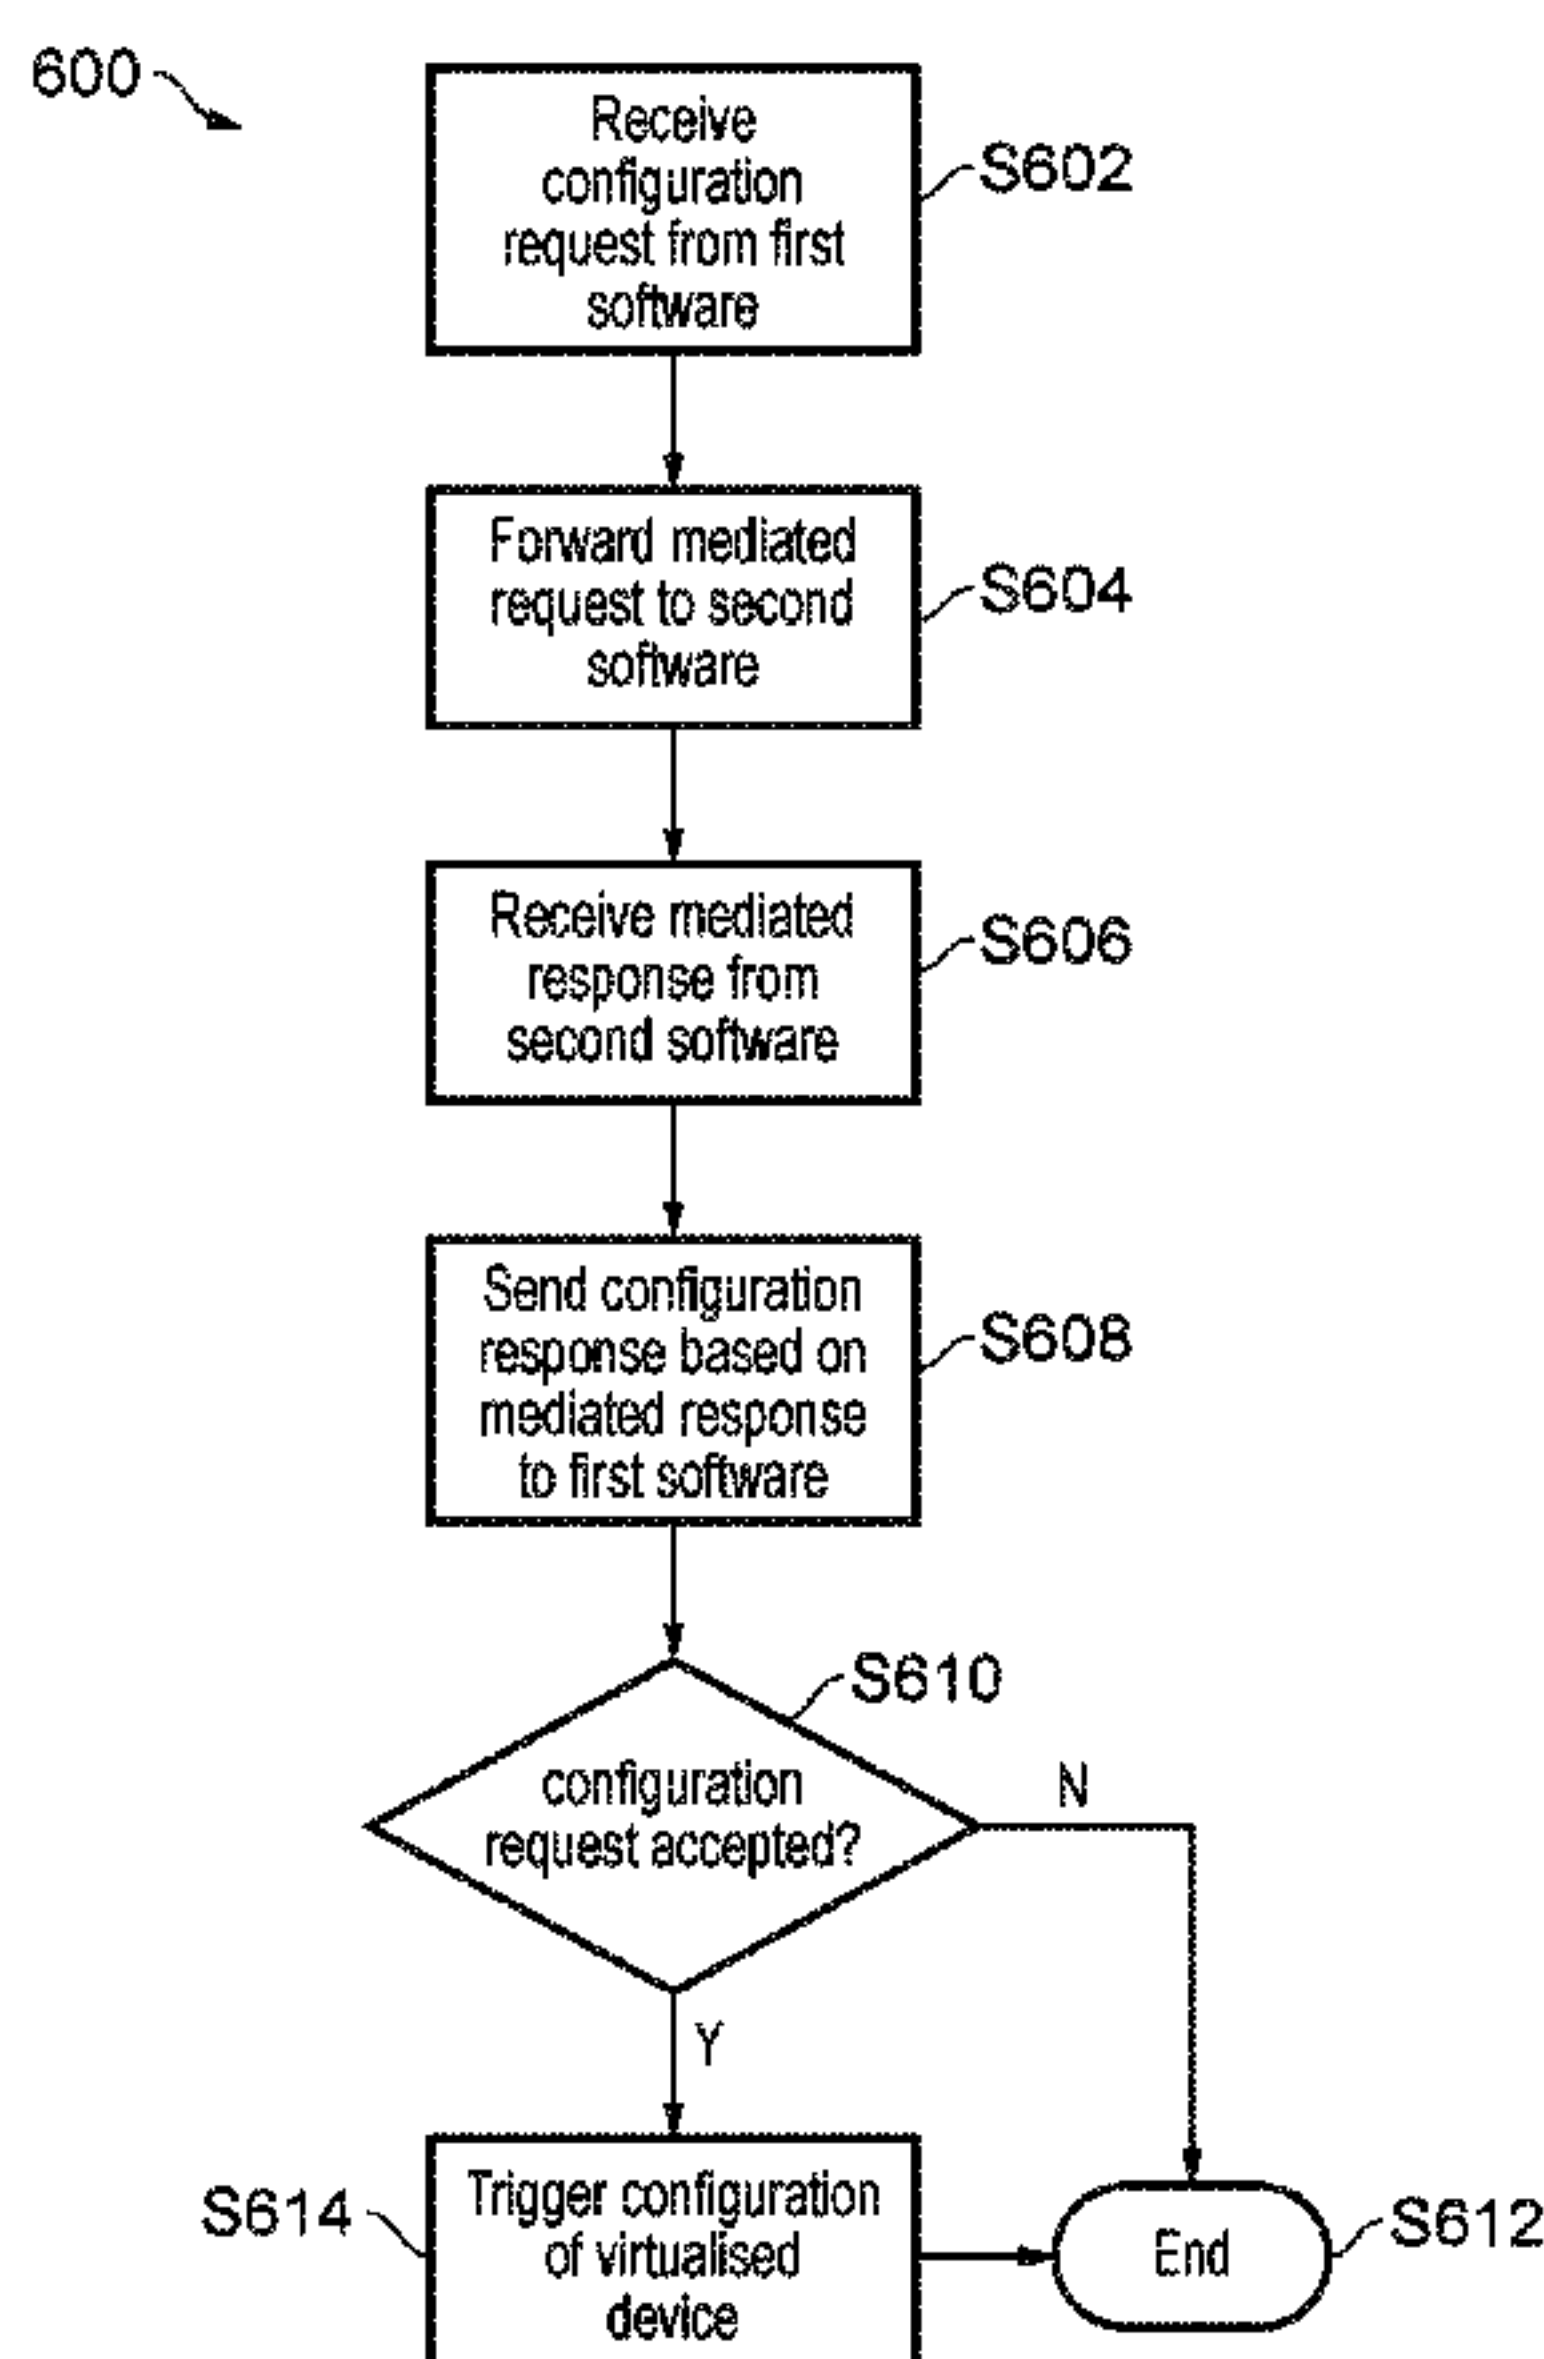 600
Receive
configuration
request from first
software
S602
Forward mediated
request to second
software
S604
Receive mediated
response from
second software
S606
Send configuration
response based on
mediated response
to first software
S608
configuration
request accepted?
S610
N
Y
S614
Trigger configuration
of virtualised
device
End
S612